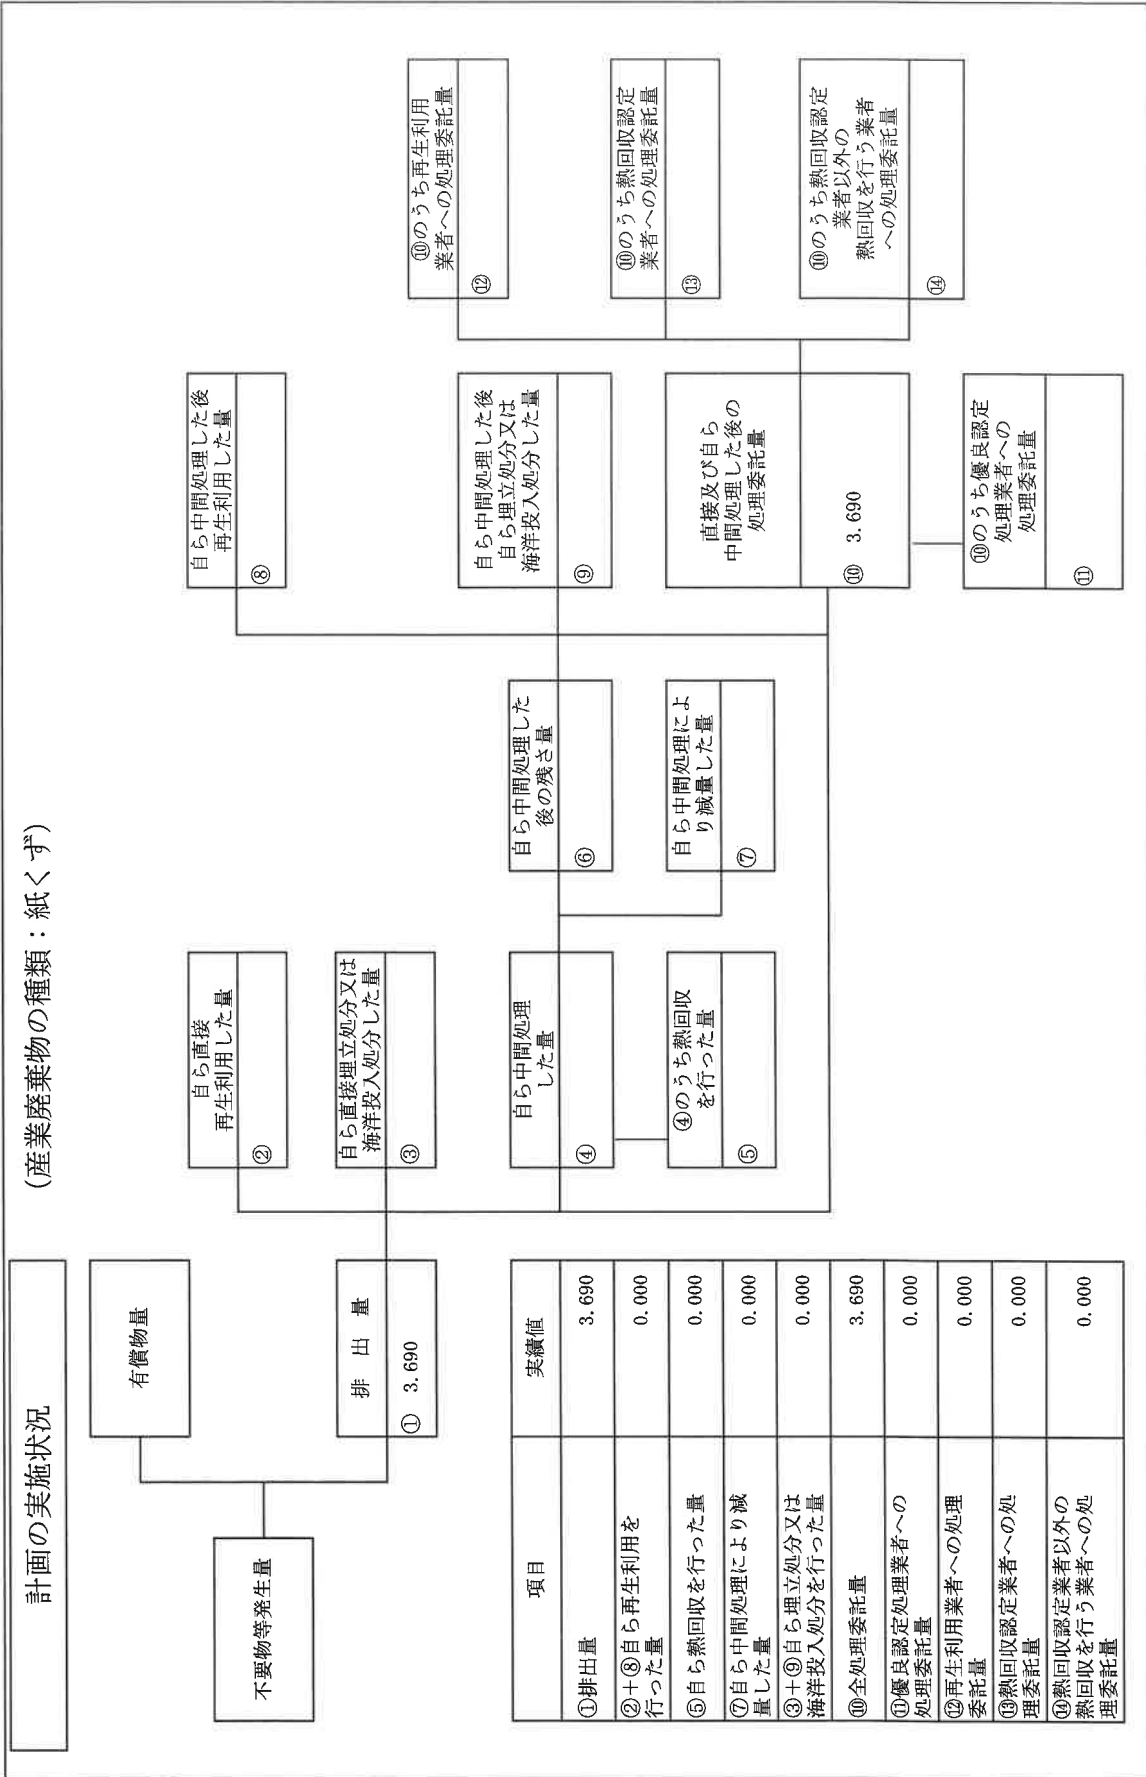 計画の実施状況
(産業廃棄物の種類：紙くず)
不要物等発生量
有償物量
排 出 量
① 3.690
自ら直接
再生利用した量
②
自ら直接埋立処分又は
海洋投入処分した量
③
自ら中間処理
した量
④
④のうち熱回収
を行った量
⑤
自ら中間処理した
後の残さ量
⑥
自ら中間処理によ
り減量した量
⑦
自ら中間処理した後
再生利用した量
⑧
自ら中間処理した後
自ら埋立処分又は
海洋投入処分した量
⑨
直接及び自ら
中間処理した後の
処理委託量
⑩ 3.690
⑩のうち優良認定
処理業者への
処理委託量
⑪
⑩のうち再生利用
業者への処理委託量
⑫
⑩のうち熱回収認定
業者への処理委託量
⑬
⑩のうち熱回収認定
業者以外の
熱回収を行う業者
への処理委託量
⑭
項目 実績値
①排出量 3.690
②＋⑧自ら再生利用を
行った量 0.000
⑤自ら熱回収を行った量 0.000
⑦自ら中間処理により減
量した量 0.000
③＋⑨自ら埋立処分又は
海洋投入処分を行った量 0.000
⑩全処理委託量 3.690
⑪優良認定処理業者への
処理委託量 0.000
⑫再生利用業者への処理
委託量 0.000
⑬熱回収認定業者への処
理委託量 0.000
⑭熱回収認定業者以外の
熱回収を行う業者への処
理委託量 0.000